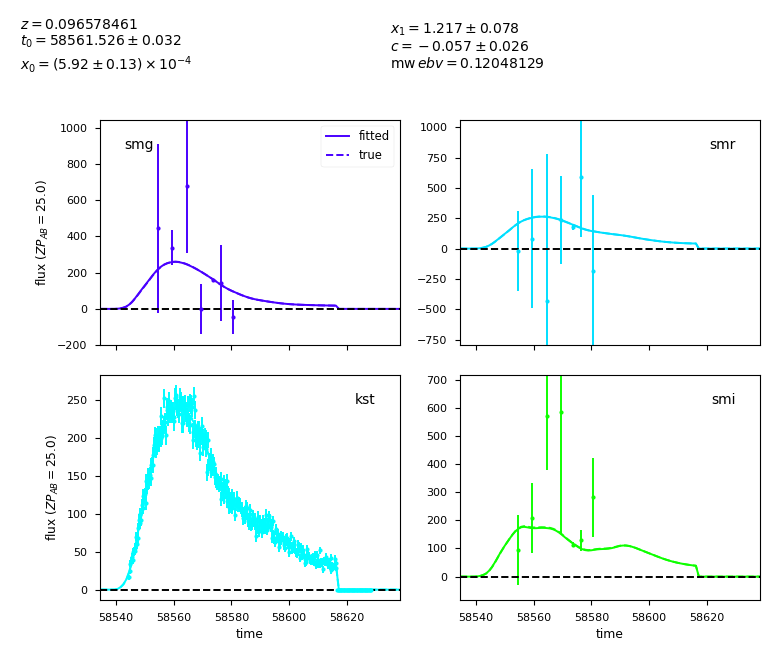 z = 0.096578461
t₀ = 58561.526 ± 0.032
x₀ = (5.92 ± 0.13) × 10⁻⁴
x₁ = 1.217 ± 0.078
c = −0.057 ± 0.026
mw ebv = 0.12048129
1000
800
600
400
200
0
−200
flux (ZP_AB = 25.0)
smg
fitted
true
1000
750
500
250
0
−250
−500
−750
smr
250
200
150
100
50
0
flux (ZP_AB = 25.0)
kst
58540 58560 58580 58600 58620
time
700
600
500
400
300
200
100
0
smi
58540 58560 58580 58600 58620
time